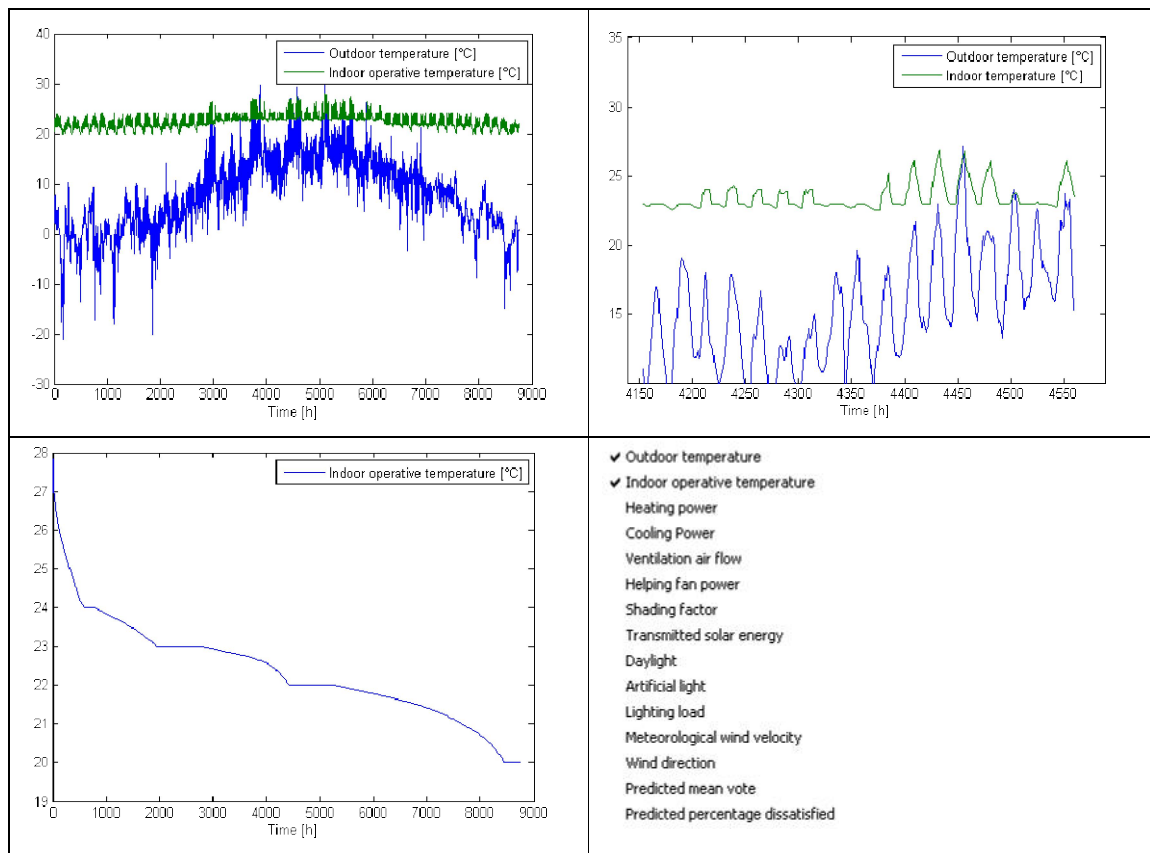 40
30
20
10
0
-10
-20
-30
0 1000 2000 3000 4000 5000 6000 7000 8000 9000
Time [h]
Outdoor temperature [°C]
Indoor operative temperature [°C]
35
30
25
20
15
4150 4200 4250 4300 4350 4400 4450 4500 4550
Time [h]
Outdoor temperature [°C]
Indoor temperature [°C]
28
27
26
25
24
23
22
21
20
19
0 1000 2000 3000 4000 5000 6000 7000 8000 9000
Time [h]
Indoor operative temperature [°C]
✔ Outdoor temperature
✔ Indoor operative temperature
Heating power
Cooling Power
Ventilation air flow
Helping fan power
Shading factor
Transmitted solar energy
Daylight
Artificial light
Lighting load
Meteorological wind velocity
Wind direction
Predicted mean vote
Predicted percentage dissatisfied